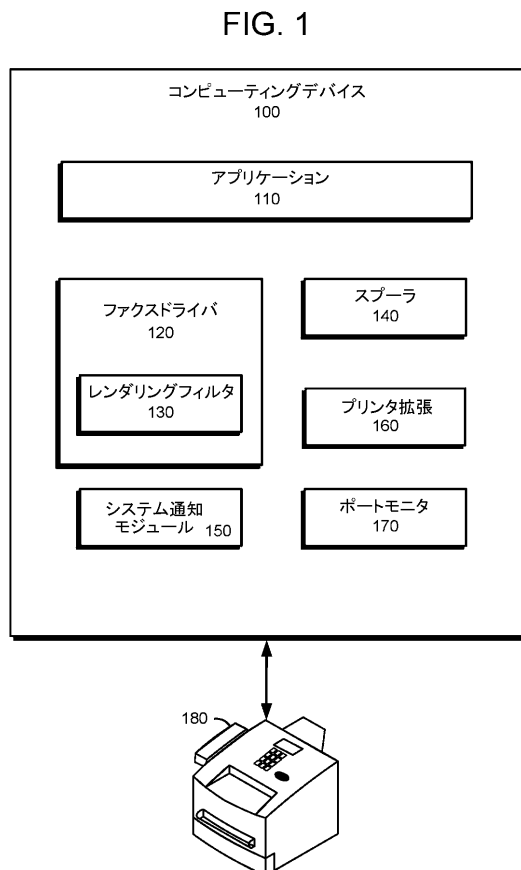 FIG. 1
コンピューティングデバイス
100
アプリケーション
110
ファクスドライバ
120
レンダリングフィルタ
130
スプーラ
140
プリンタ拡張
160
システム通知
モジュール 150
ポートモニタ
170
180